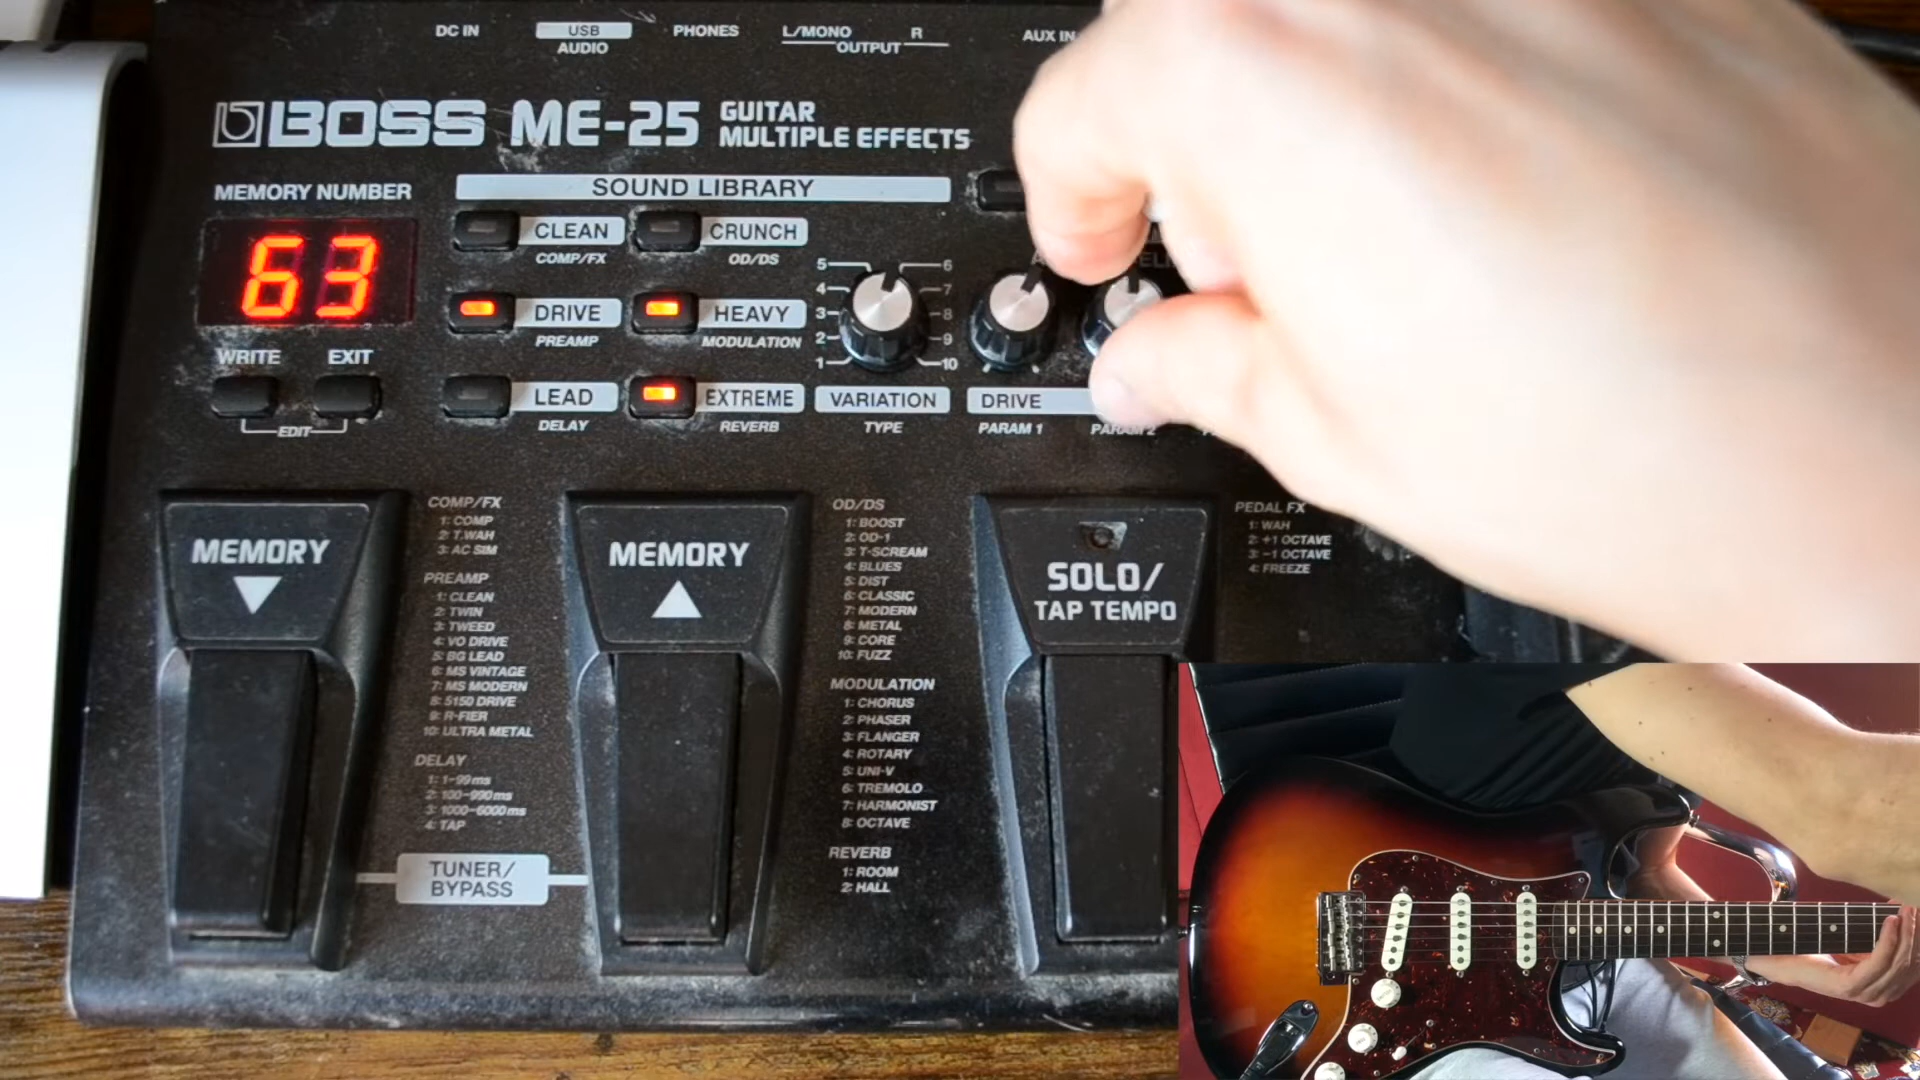 DC IN
USB
AUDIO
PHONES
L/MONO
R
OUTPUT
AUX IN
BOSS ME-25 GUITAR
MULTIPLE EFFECTS
MEMORY NUMBER
SOUND LIBRARY
63
CLEAN
COMP/FX
CRUNCH
OD/DS
DRIVE
PREAMP
HEAVY
MODULATION
LEAD
DELAY
EXTREME
REVERB
WRITE
EXIT
EDIT
5
4
3
2
1
6
7
8
9
10
VARIATION
TYPE
DRIVE
PARAM 1
PARAM 2
MEMORY
MEMORY
SOLO/
TAP TEMPO
COMP/FX
1: COMP
2: T.WAH
3: AC SIM
PREAMP
1: CLEAN
2: TWIN
3: TWEED
4: VO DRIVE
5: BG LEAD
6: MS VINTAGE
7: MS MODERN
8: 5150 DRIVE
9: R-FIER
10: ULTRA METAL
DELAY
1: 1-99ms
2: 100-990ms
3: 1000-6000ms
4: TAP
TUNER/
BYPASS
OD/DS
1: BOOST
2: OD-1
3: T-SCREAM
4: BLUES
5: DIST
6: CLASSIC
7: MODERN
8: METAL
9: CORE
10: FUZZ
MODULATION
1: CHORUS
2: PHASER
3: FLANGER
4: ROTARY
5: UNI-V
6: TREMOLO
7: HARMONIST
8: OCTAVE
REVERB
1: ROOM
2: HALL
PEDAL FX
1: WAH
2: +1 OCTAVE
3: -1 OCTAVE
4: FREEZE